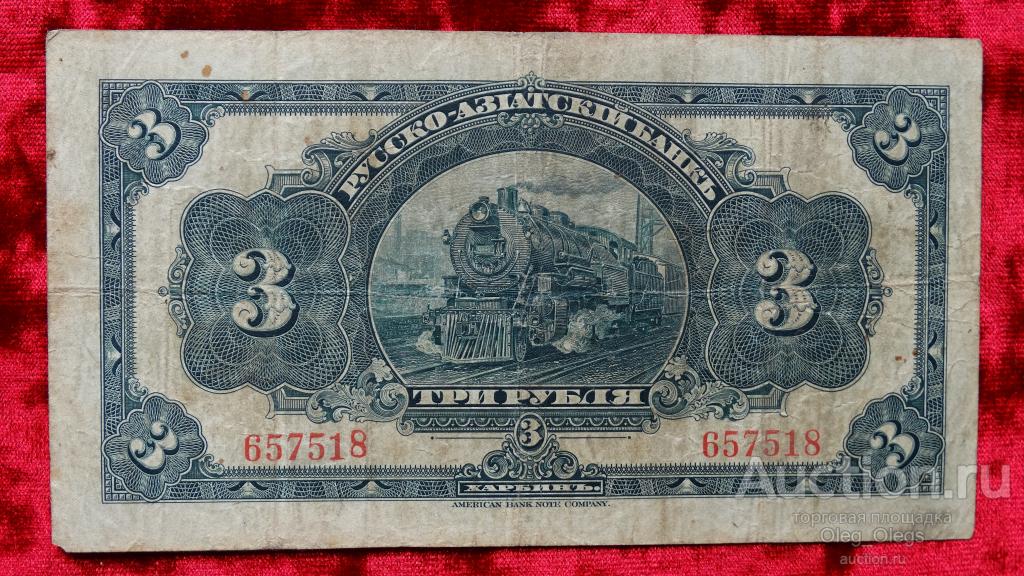 РУССКО-АЗІАТСКИЙ БАНКЪ
3 3
3 3
ТРИ РУБЛЯ
3
657518 657518
3 3
ХАРБИНЪ.
AMERICAN BANK NOTE COMPANY.
Auction.ru
торговая площадка
Oleg_Olegs
auction.ru